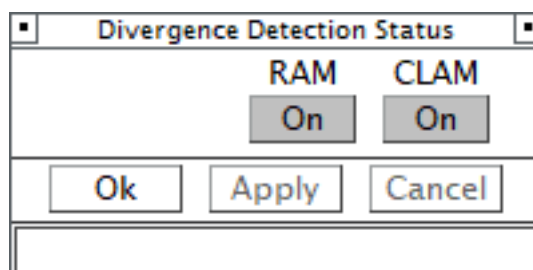 Divergence Detection Status
RAM CLAM
On On
Ok Apply Cancel